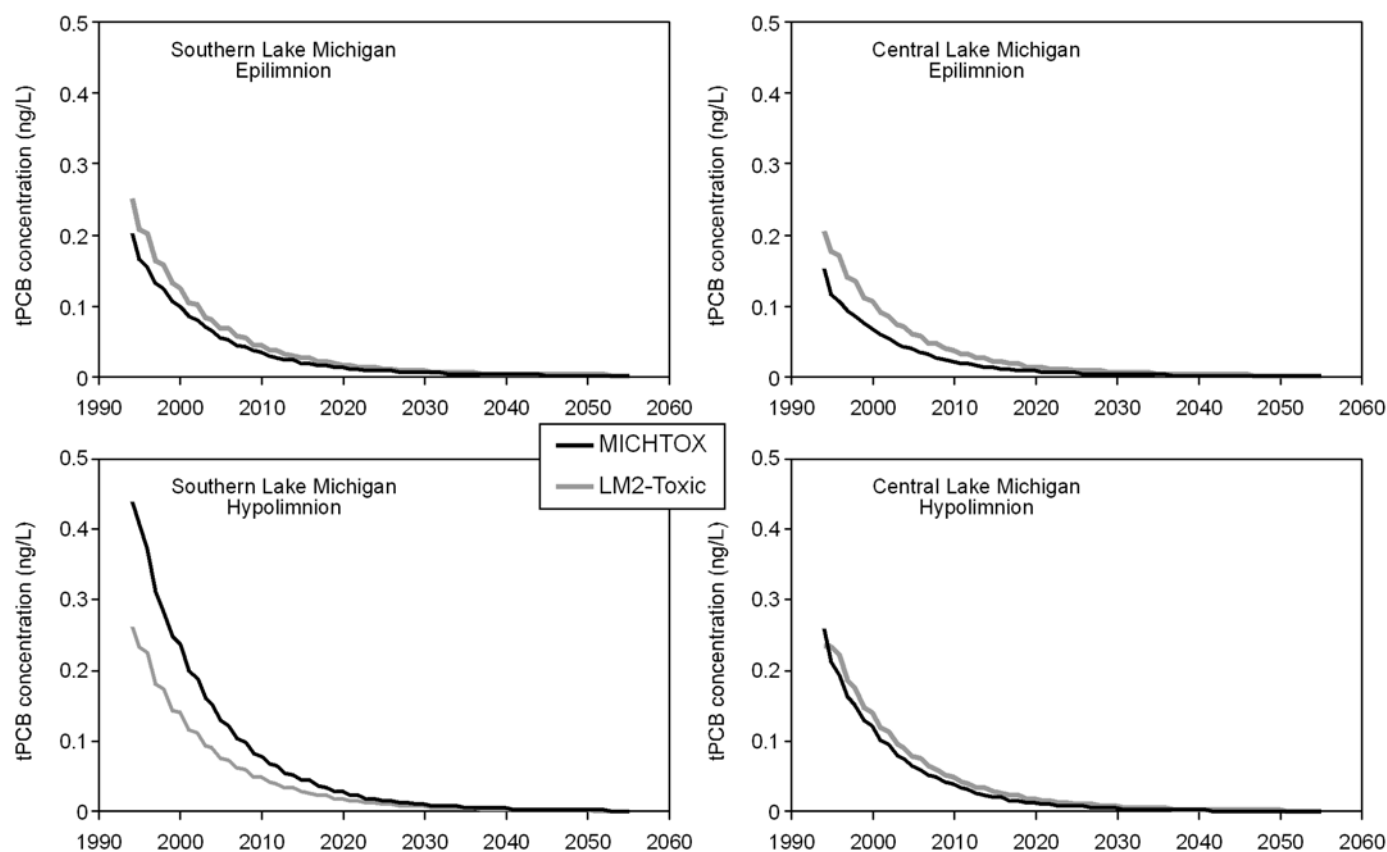 tPCB concentration (ng/L)
0.5
0.4
0.3
0.2
0.1
0
Southern Lake Michigan
Epilimnion
1990 2000 2010 2020 2030 2040 2050 2060
tPCB concentration (ng/L)
0.5
0.4
0.3
0.2
0.1
0
Central Lake Michigan
Epilimnion
1990 2000 2010 2020 2030 2040 2050 2060
MICHTOX
LM2-Toxic
tPCB concentration (ng/L)
0.5
0.4
0.3
0.2
0.1
0
Southern Lake Michigan
Hypolimnion
1990 2000 2010 2020 2030 2040 2050 2060
tPCB concentration (ng/L)
0.5
0.4
0.3
0.2
0.1
0
Central Lake Michigan
Hypolimnion
1990 2000 2010 2020 2030 2040 2050 2060